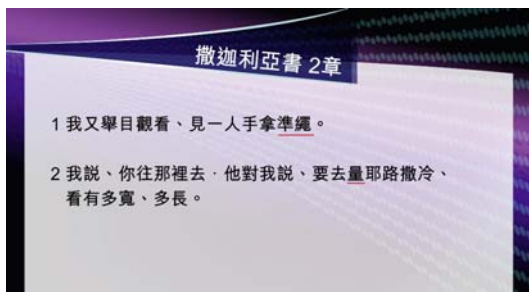 撒迦利亞書 2章
1 我又舉目觀看、見一人手拿準繩。
2 我説、你往那裡去．他對我説、要去量耶路撒冷、
看有多寬、多長。